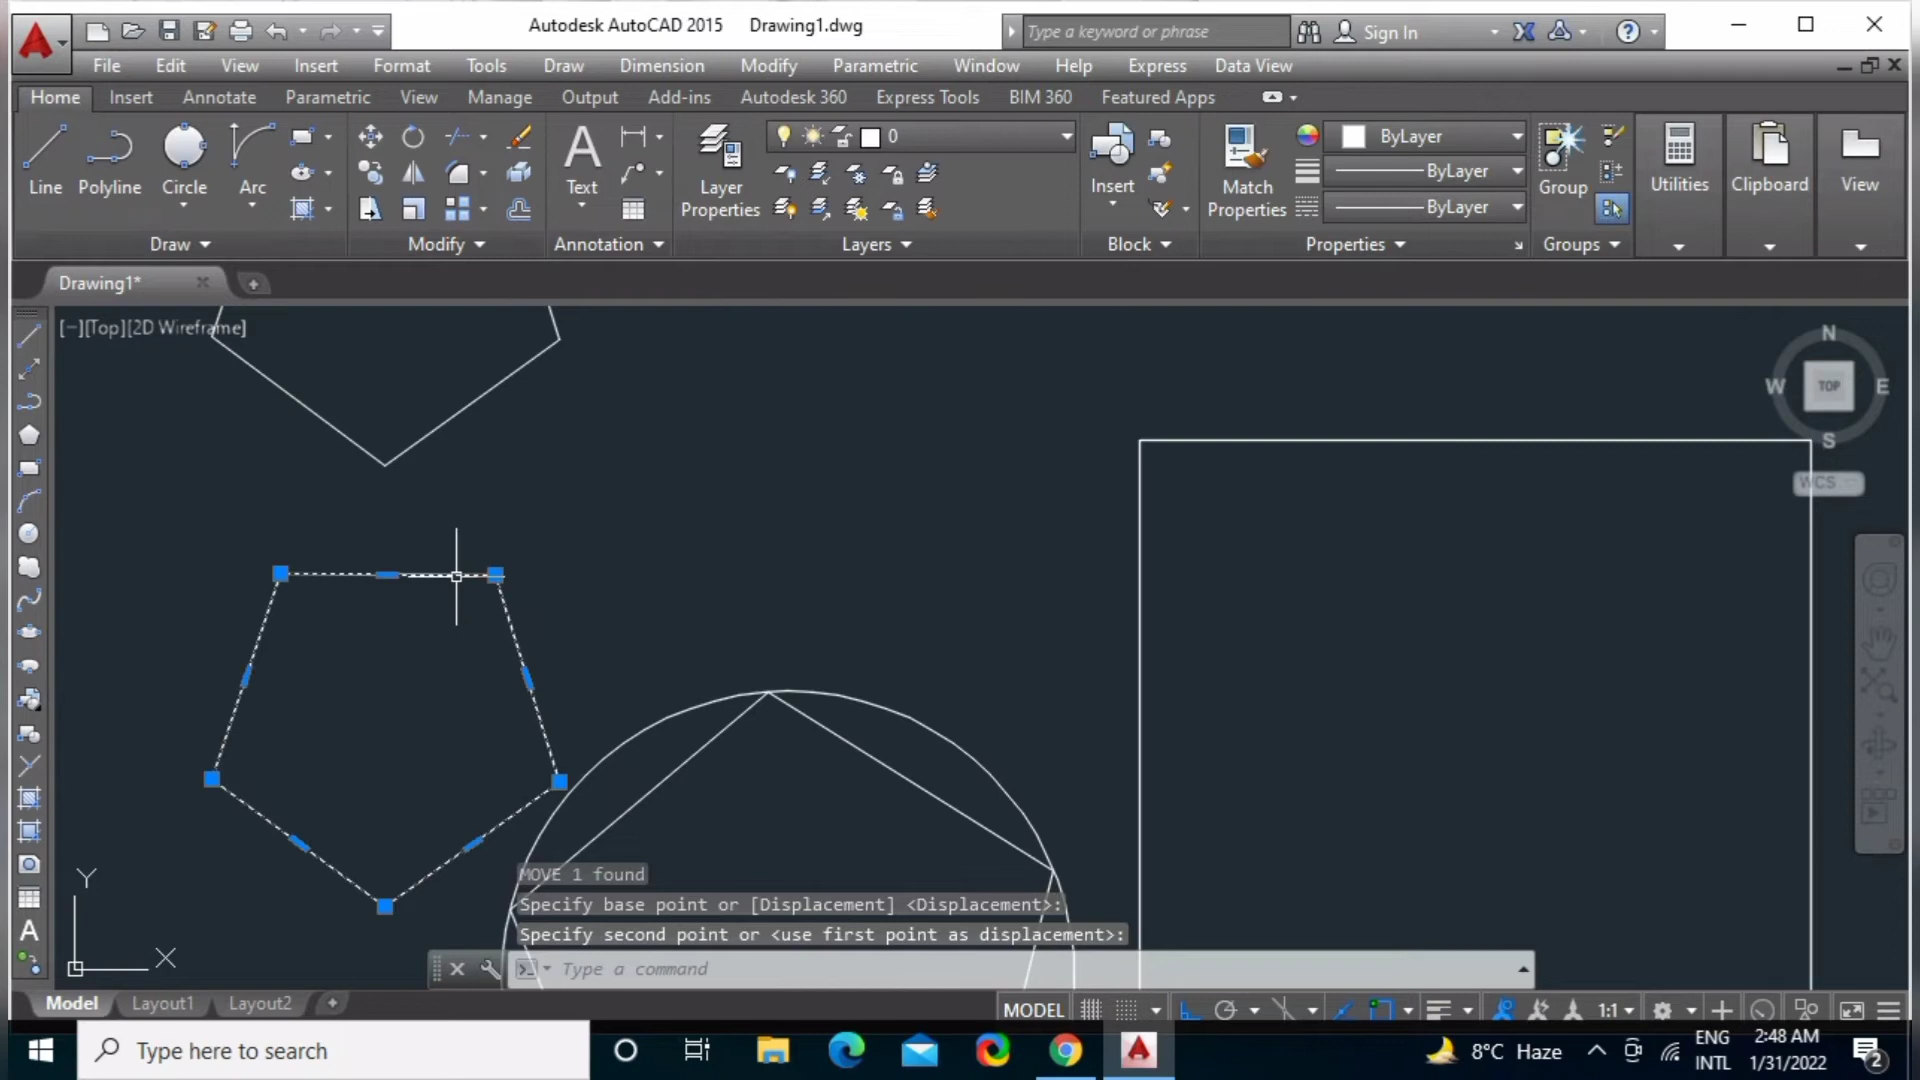 Autodesk AutoCAD 2015 Drawing1.dwg
Type a keyword or phrase
Sign In
File Edit View Insert Format Tools Draw Dimension Modify Parametric Window Help Express Data View
Home Insert Annotate Parametric View Manage Output Add-ins Autodesk 360 Express Tools BIM 360 Featured Apps
0
ByLayer
ByLayer
ByLayer
Line Polyline Circle Arc
Text
Layer
Properties
Insert
Match
Properties
Group
Utilities Clipboard View
Draw Modify Annotation Layers Block Properties Groups
Drawing1*
[−][Top][2D Wireframe]
N
W TOP E
S
WCS
MOVE 1 found
Specify base point or [Displacement] <Displacement>:
Specify second point or <use first point as displacement>:
Y
X
Type a command
Model Layout1 Layout2
MODEL
1:1
Type here to search
8°C Haze
ENG
INTL
2:48 AM
1/31/2022
2